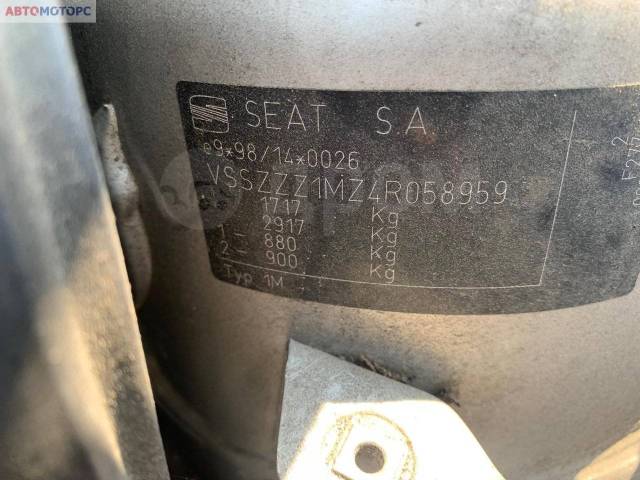 АВТОМОТОРС
SEAT S.A.
e9*98/14*0026
VSSZZZ1MZ4R058959
1717 Kg
2917 Kg
1 – 880 Kg
2 – 900 Kg
Typ 1M